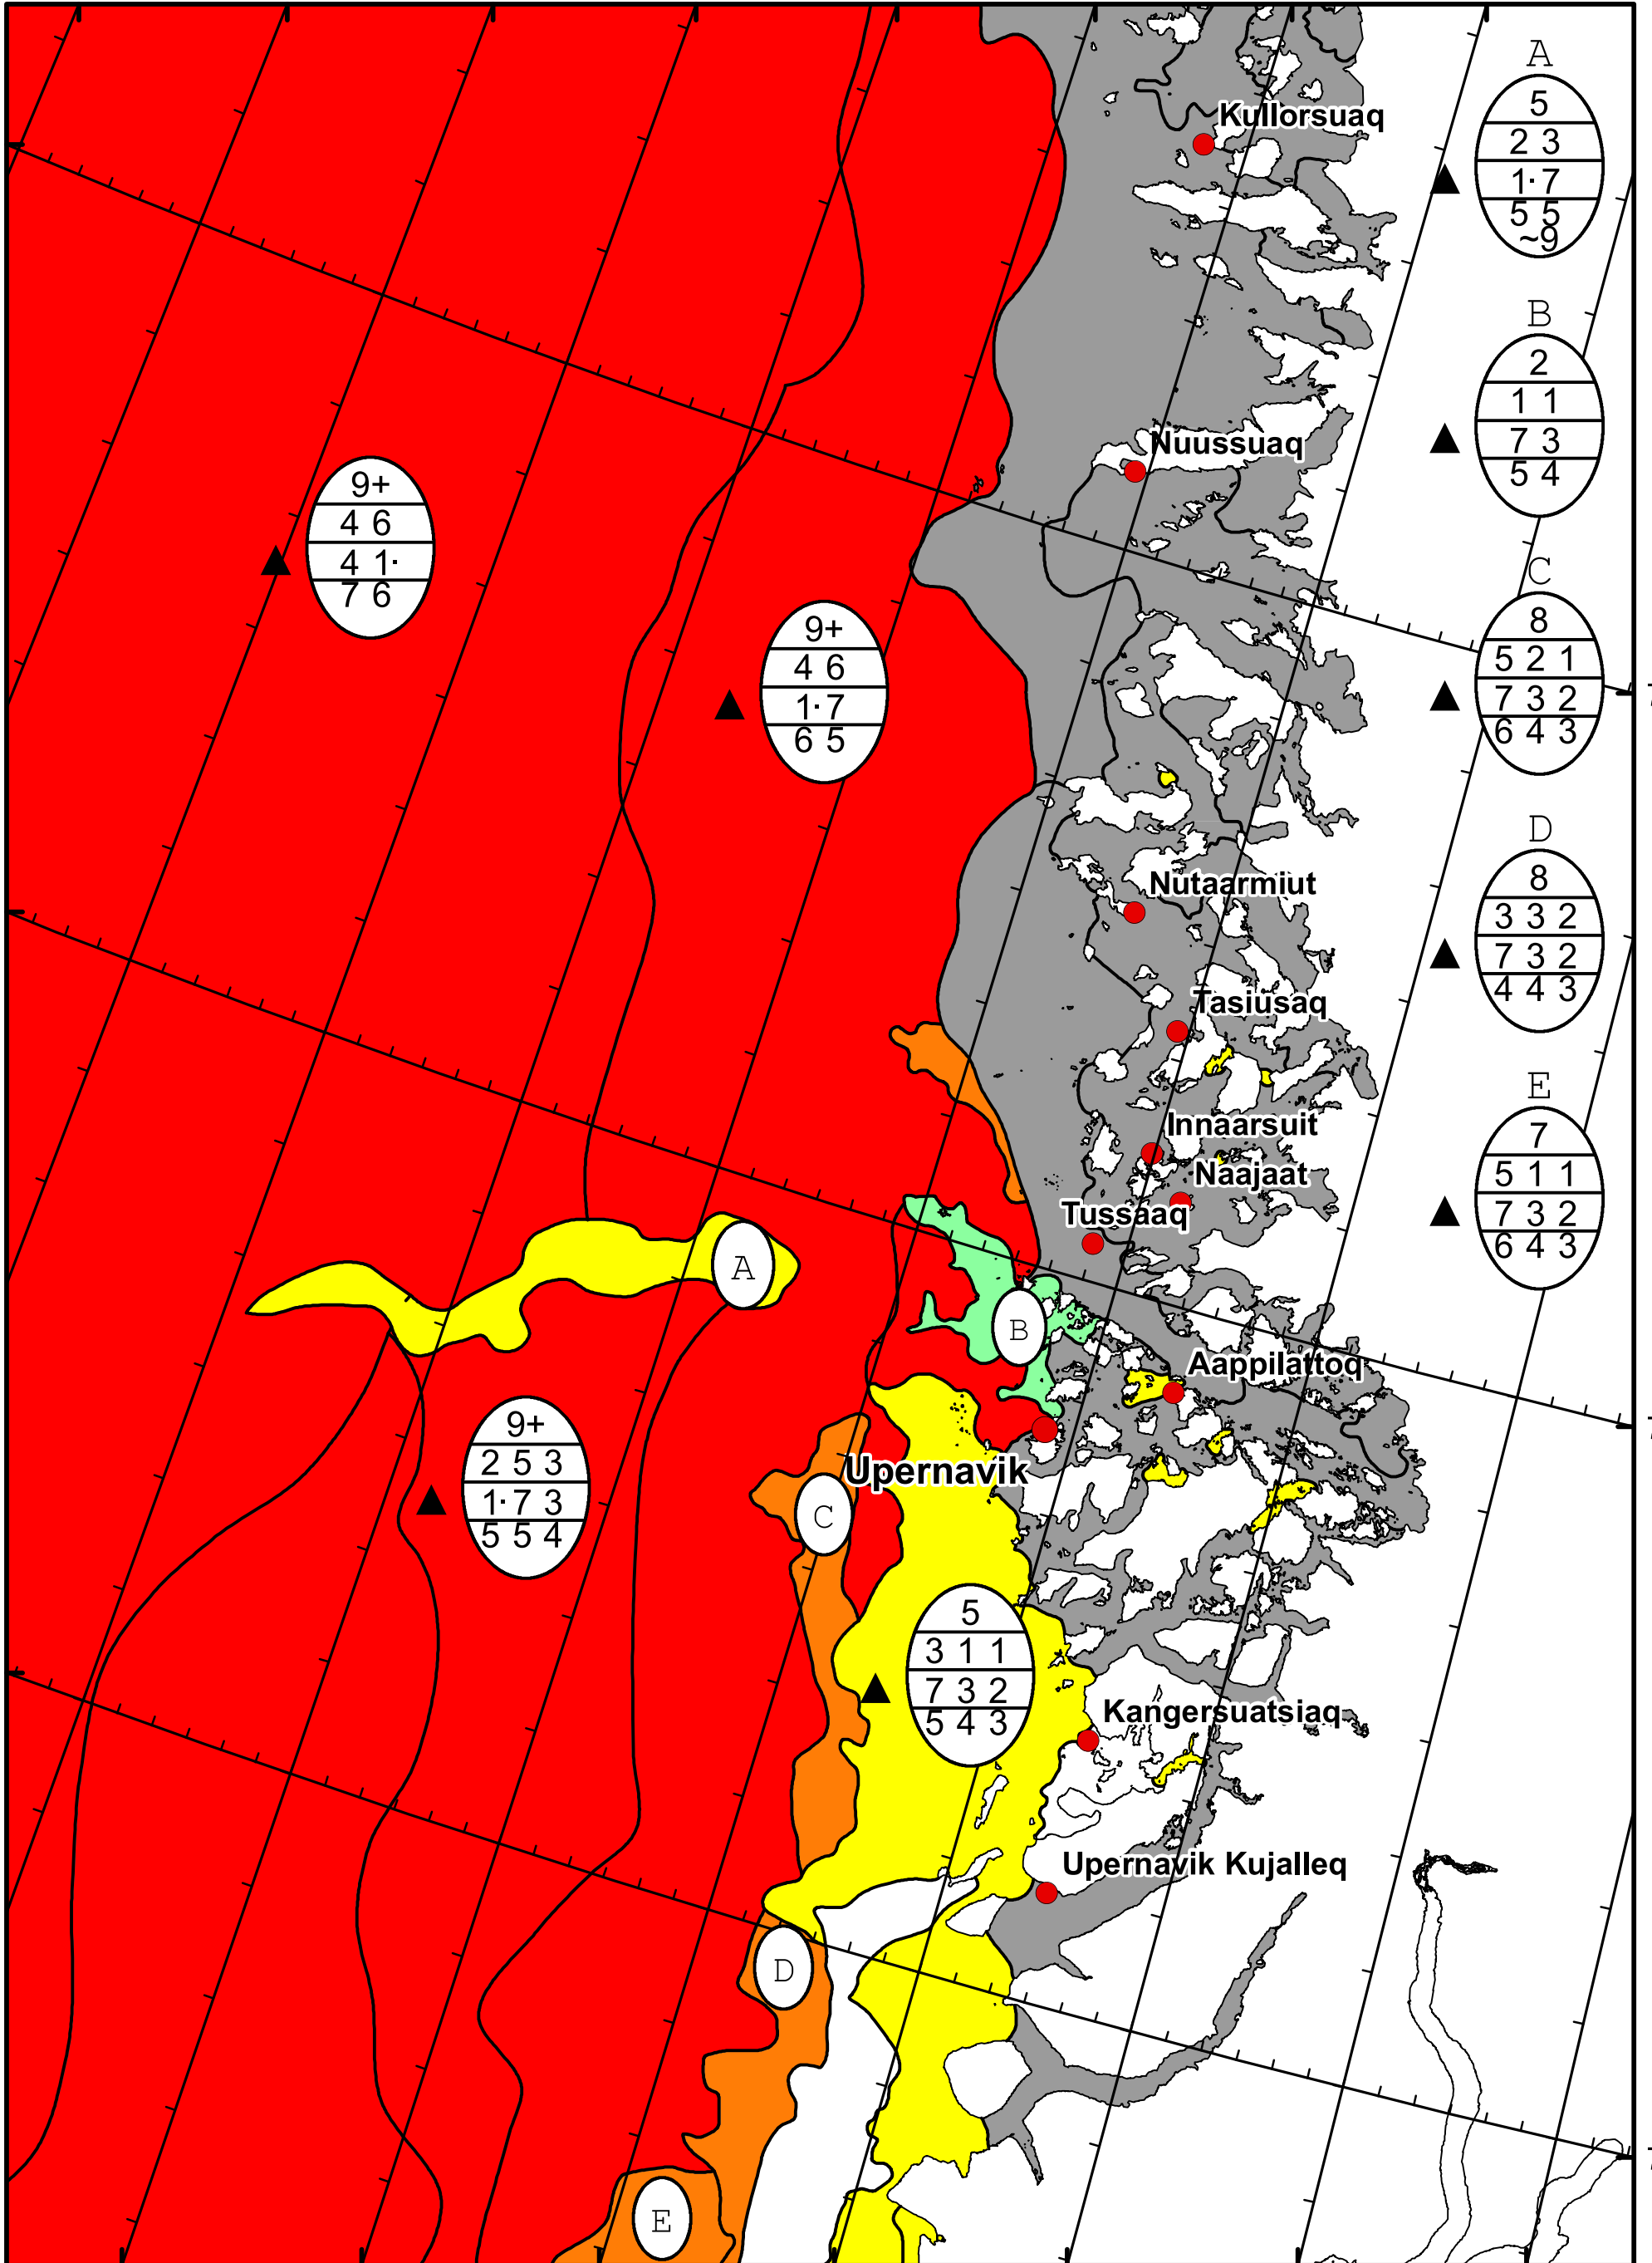 A
5
2 3
1· 7
5 5
~9
Kullorsuaq
B
2
1 1
7 3
5 4
Nuussuaq
9+
4 6
4 1·
7 6
C
8
5 2 1
7 3 2
6 4 3
9+
4 6
1· 7
6 5
D
8
3 3 2
7 3 2
4 4 3
Nutaarmiut
Tasiusaq
E
7
5 1 1
7 3 2
6 4 3
Innaarsuit
Naajaat
Tussaaq
A
B
Aappilattoq
9+
2 5 3
1· 7 3
5 5 4
Upernavik
C
5
3 1 1
7 3 2
5 4 3
Kangersuatsiaq
Upernavik Kujalleq
D
E